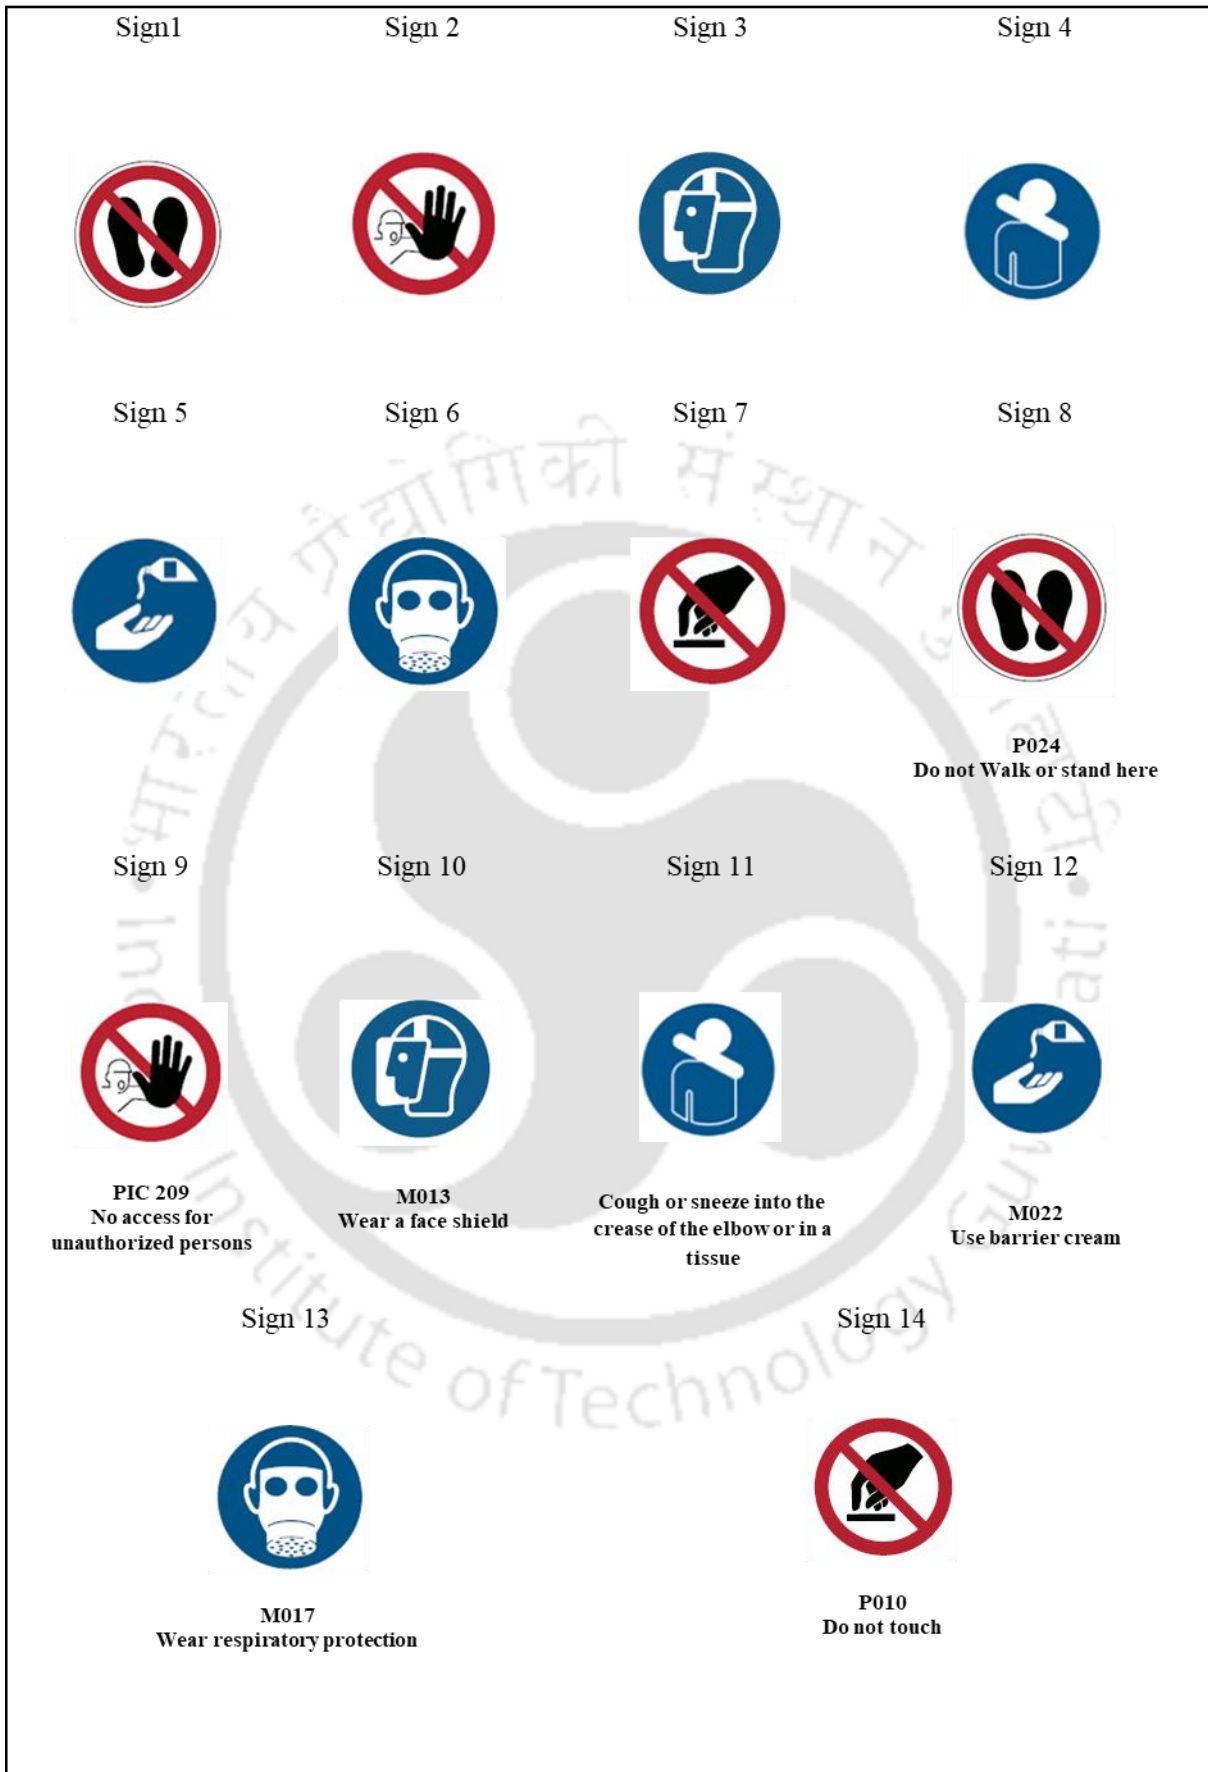 Sign1
Sign 2
Sign 3
Sign 4
Sign 5
Sign 6
Sign 7
Sign 8
P024
Do not Walk or stand here
Sign 9
Sign 10
Sign 11
Sign 12
PIC 209
No access for
unauthorized persons
M013
Wear a face shield
Cough or sneeze into the
crease of the elbow or in a
tissue
M022
Use barrier cream
Sign 13
Sign 14
M017
Wear respiratory protection
P010
Do not touch
प्रौद्योगिकी संस्थान
Institute of Technology